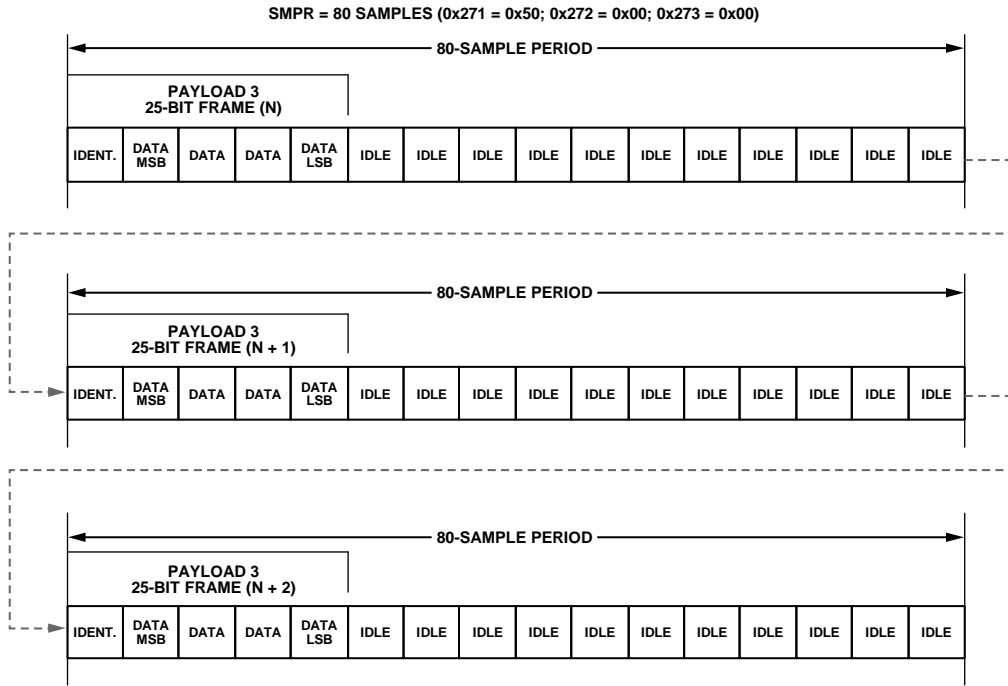 SMPR = 80 SAMPLES (0x271 = 0x50; 0x272 = 0x00; 0x273 = 0x00)
80-SAMPLE PERIOD
PAYLOAD 3
25-BIT FRAME (N)
IDENT. DATA MSB DATA DATA DATA LSB IDLE IDLE IDLE IDLE IDLE IDLE IDLE IDLE IDLE IDLE IDLE
80-SAMPLE PERIOD
PAYLOAD 3
25-BIT FRAME (N + 1)
IDENT. DATA MSB DATA DATA DATA LSB IDLE IDLE IDLE IDLE IDLE IDLE IDLE IDLE IDLE IDLE IDLE
80-SAMPLE PERIOD
PAYLOAD 3
25-BIT FRAME (N + 2)
IDENT. DATA MSB DATA DATA DATA LSB IDLE IDLE IDLE IDLE IDLE IDLE IDLE IDLE IDLE IDLE IDLE